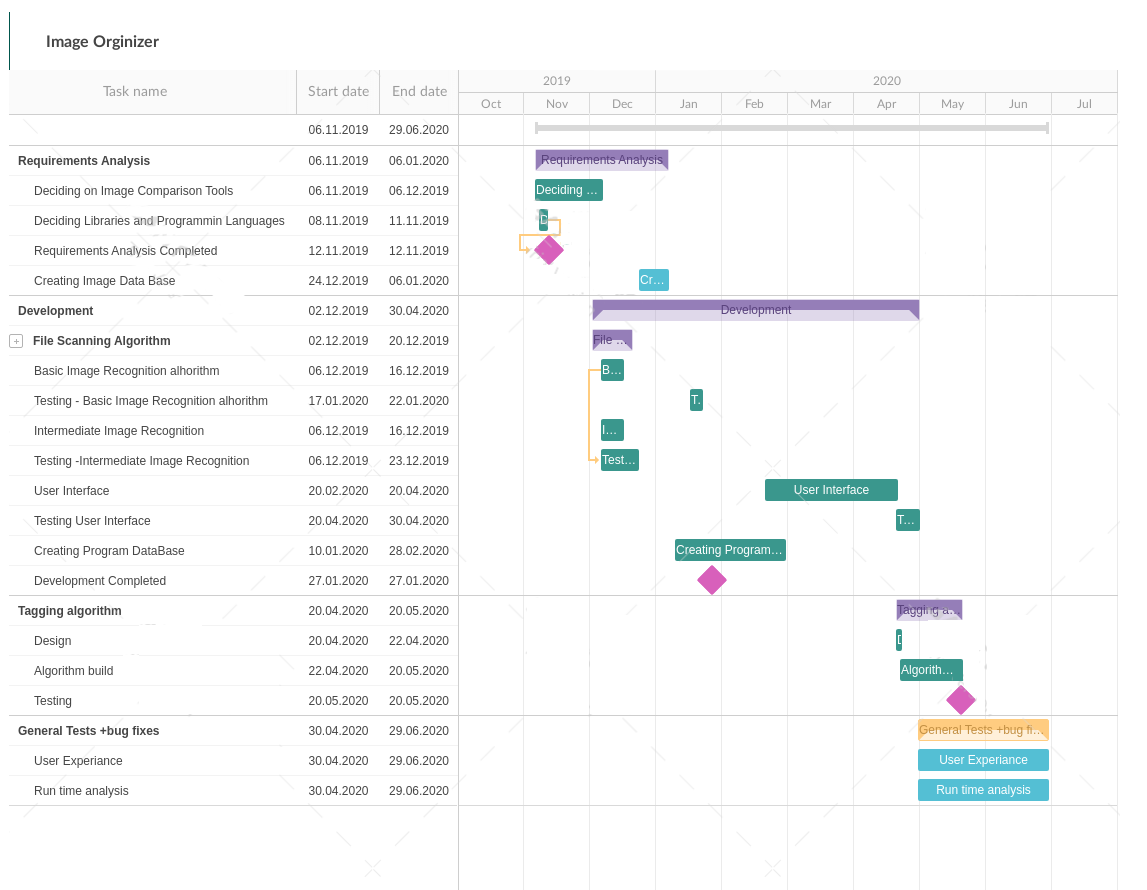 Image Orginizer
Task name Start date End date 2019 2020
Oct Nov Dec Jan Feb Mar Apr May Jun Jul
06.11.2019 29.06.2020
Requirements Analysis 06.11.2019 06.01.2020 Requirements Analysis
Deciding on Image Comparison Tools 06.11.2019 06.12.2019 Deciding ...
Deciding Libraries and Programmin Languages 08.11.2019 11.11.2019 D
Requirements Analysis Completed 12.11.2019 12.11.2019
Creating Image Data Base 24.12.2019 06.01.2020 Cr...
Development 02.12.2019 30.04.2020 Development
+ File Scanning Algorithm 02.12.2019 20.12.2019 File ...
Basic Image Recognition alhorithm 06.12.2019 16.12.2019 B...
Testing - Basic Image Recognition alhorithm 17.01.2020 22.01.2020 T.
Intermediate Image Recognition 06.12.2019 16.12.2019 I...
Testing -Intermediate Image Recognition 06.12.2019 23.12.2019 Test...
User Interface 20.02.2020 20.04.2020 User Interface
Testing User Interface 20.04.2020 30.04.2020 T...
Creating Program DataBase 10.01.2020 28.02.2020 Creating Program...
Development Completed 27.01.2020 27.01.2020
Tagging algorithm 20.04.2020 20.05.2020 Tagging a...
Design 20.04.2020 22.04.2020
Algorithm build 22.04.2020 20.05.2020 Algorith...
Testing 20.05.2020 20.05.2020
General Tests +bug fixes 30.04.2020 29.06.2020 General Tests +bug fi...
User Experiance 30.04.2020 29.06.2020 User Experiance
Run time analysis 30.04.2020 29.06.2020 Run time analysis